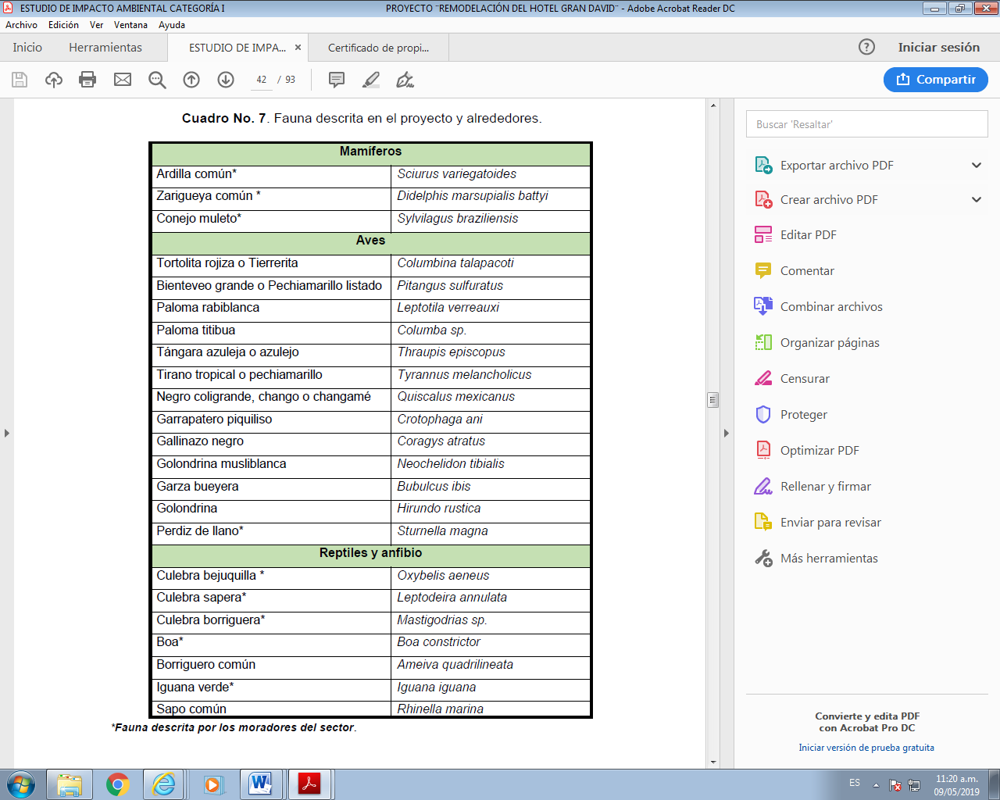 ESTUDIO DE IMPACTO AMBIENTAL CATEGORÍA I PROYECTO ¨REMODELACIÓN DEL HOTEL GRAN DAVID¨ - Adobe Acrobat Reader DC
Archivo Edición Ver Ventana Ayuda
Inicio Herramientas ESTUDIO DE IMPA... × Certificado de propi... ? Iniciar sesión
42 / 93 Compartir
Cuadro No. 7. Fauna descrita en el proyecto y alrededores.
Mamíferos
Ardilla común* Sciurus variegatoides
Zarigueya común * Didelphis marsupialis battyi
Conejo muleto* Sylvilagus braziliensis
Aves
Tortolita rojiza o Tierrerita Columbina talapacoti
Bienteveo grande o Pechiamarillo listado Pitangus sulfuratus
Paloma rabiblanca Leptotila verreauxi
Paloma titibua Columba sp.
Tángara azuleja o azulejo Thraupis episcopus
Tirano tropical o pechiamarillo Tyrannus melancholicus
Negro coligrande, chango o changamé Quiscalus mexicanus
Garrapatero piquiliso Crotophaga ani
Gallinazo negro Coragys atratus
Golondrina musliblanca Neochelidon tibialis
Garza bueyera Bubulcus ibis
Golondrina Hirundo rustica
Perdiz de llano* Sturnella magna
Reptiles y anfibio
Culebra bejuquilla * Oxybelis aeneus
Culebra sapera* Leptodeira annulata
Culebra borriguera* Mastigodrias sp.
Boa* Boa constrictor
Borriguero común Ameiva quadrilineata
Iguana verde* Iguana iguana
Sapo común Rhinella marina
*Fauna descrita por los moradores del sector.
Buscar 'Resaltar'
Exportar archivo PDF
Crear archivo PDF
Editar PDF
Comentar
Combinar archivos
Organizar páginas
Censurar
Proteger
Optimizar PDF
Rellenar y firmar
Enviar para revisar
Más herramientas
Convierte y edita PDF
con Acrobat Pro DC
Iniciar versión de prueba gratuita
ES 11:20 a.m.
09/05/2019